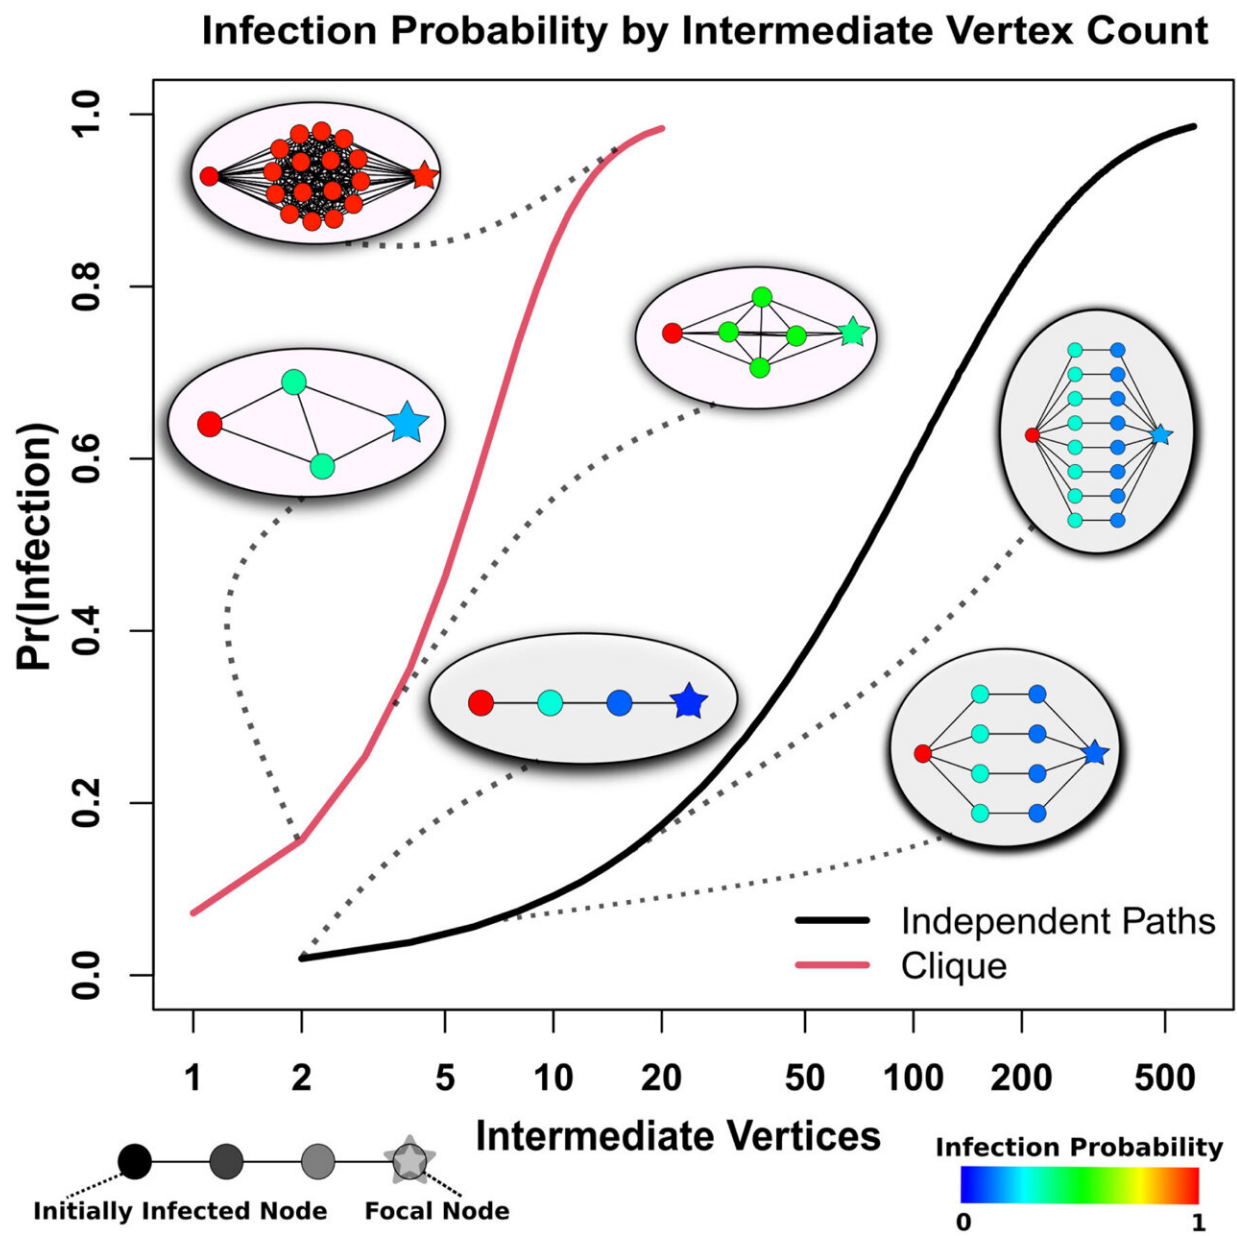 Infection Probability by Intermediate Vertex Count
Pr(Infection)
1.0
0.8
0.6
0.4
0.2
0.0
Independent Paths
Clique
1 2 5 10 20 50 100 200 500
Intermediate Vertices
Initially Infected Node
Focal Node
Infection Probability
0 1